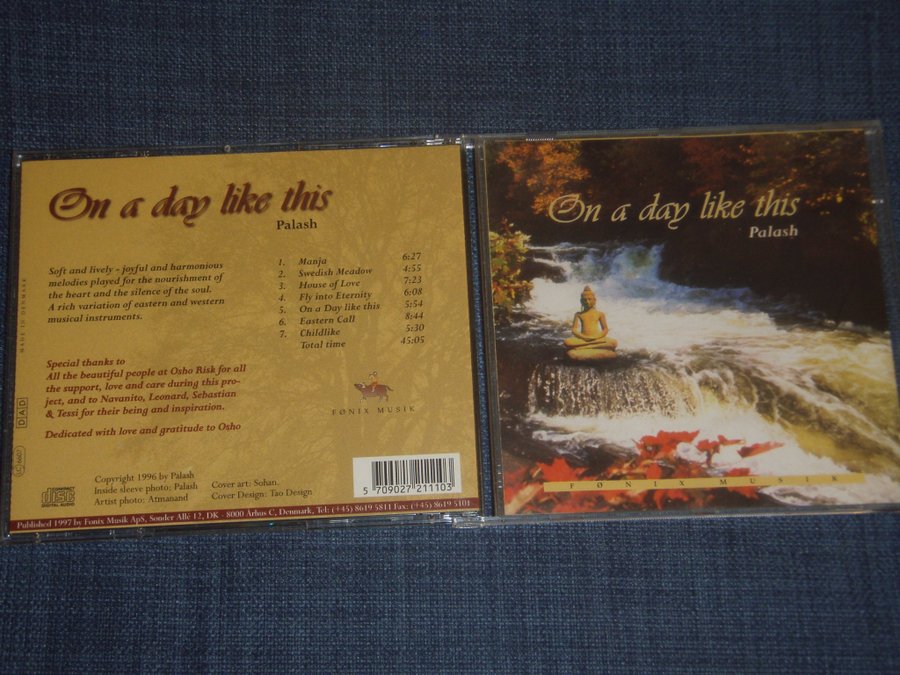 On a day like this
Palash
Soft and lively - joyful and harmonious
melodies played for the nourishment of
the heart and the silence of the soul.
A rich variation of eastern and western
musical instruments.
1. Manja 6:27
2. Swedish Meadow 4:55
3. House of Love 7:23
4. Fly into Eternity 6:08
5. On a Day like this 5:54
6. Eastern Call 8:44
7. Childlike 5:30
Total time 45:05
Special thanks to
All the beautiful people at Osho Risk for all
the support, love and care during this pro-
ject, and to Navanito, Leonard, Sebastian
& Tessi for their being and inspiration.
Dedicated with love and gratitude to Osho
FØNIX MUSIK
MADE IN DENMARK
DAD
COMPACT
disc
DIGITAL AUDIO
Copyright 1996 by Palash
Inside sleeve photo: Palash
Artist photo: Atmanand
Cover art: Sohan.
Cover Design: Tao Design
5 709027 211103
Published 1997 by Fønix Musik ApS, Sønder Allé 12, DK - 8000 Århus C, Denmark, Tel: (+45) 8619 5811 Fax: (+45) 8619 5101
On a day like this
Palash
FØNIX MUSIK